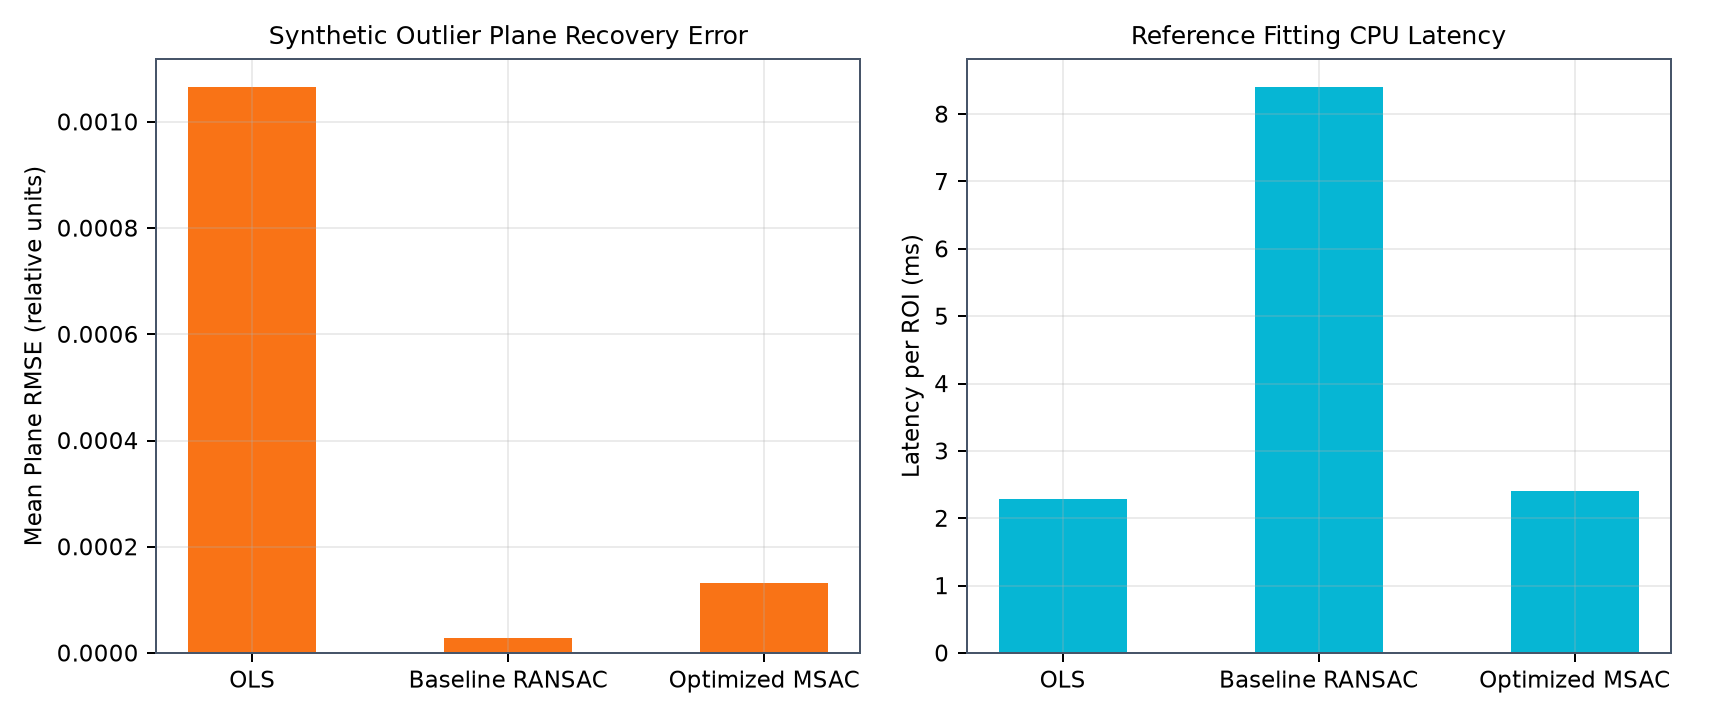 Synthetic Outlier Plane Recovery Error
Mean Plane RMSE (relative units)
0.0010
0.0008
0.0006
0.0004
0.0002
0.0000
OLS
Baseline RANSAC
Optimized MSAC
Reference Fitting CPU Latency
Latency per ROI (ms)
8
7
6
5
4
3
2
1
0
OLS
Baseline RANSAC
Optimized MSAC